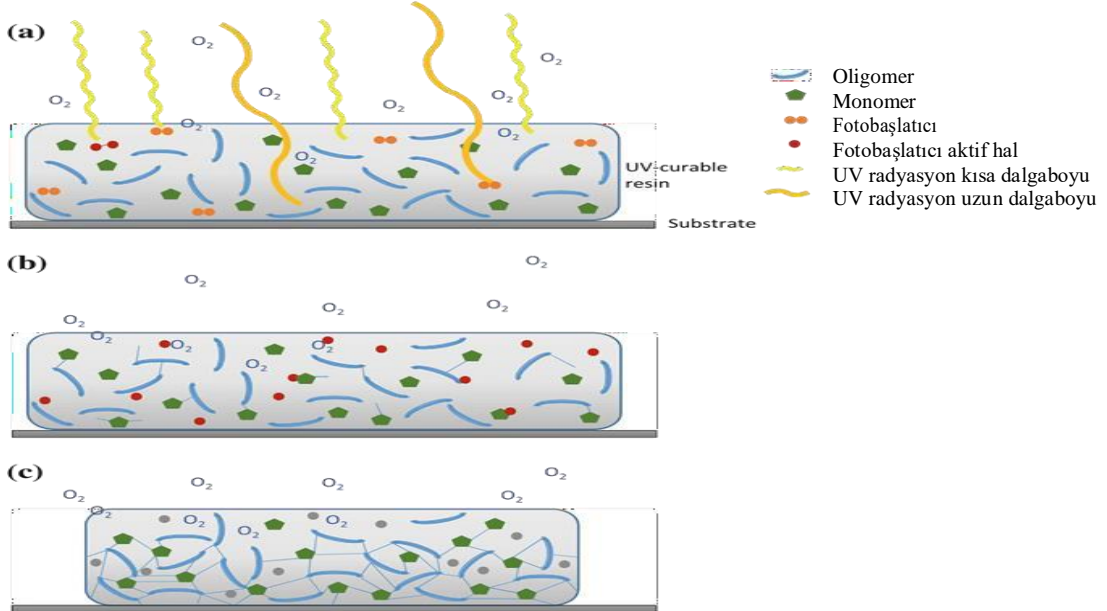 (a)
O₂
O₂
O₂
O₂
O₂
O₂
O₂
O₂
O₂
UV-curable
resin
Substrate
Oligomer
Monomer
Fotobaşlatıcı
Fotobaşlatıcı aktif hal
UV radyasyon kısa dalgaboyu
UV radyasyon uzun dalgaboyu
(b)
O₂
O₂
O₂
O₂
O₂
O₂
O₂
O₂
O₂
(c)
O₂
O₂
O₂
O₂
O₂
O₂
O₂
O₂
O₂